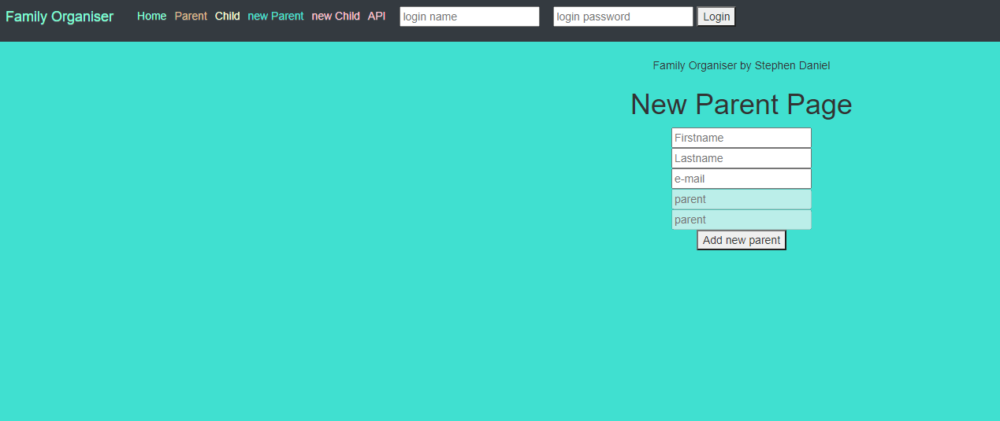 Family Organiser Home Parent Child new Parent new Child API login name login password Login
Family Organiser by Stephen Daniel
New Parent Page
Firstname
Lastname
e-mail
parent
parent
Add new parent